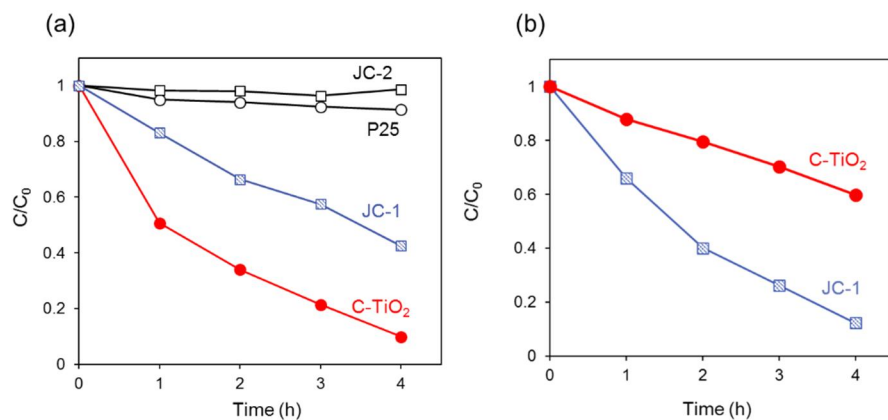 (a)
C/C₀
1
0.8
0.6
0.4
0.2
0
JC-2
P25
JC-1
C-TiO₂
0 1 2 3 4
Time (h)
(b)
C/C₀
1
0.8
0.6
0.4
0.2
0
C-TiO₂
JC-1
0 1 2 3 4
Time (h)